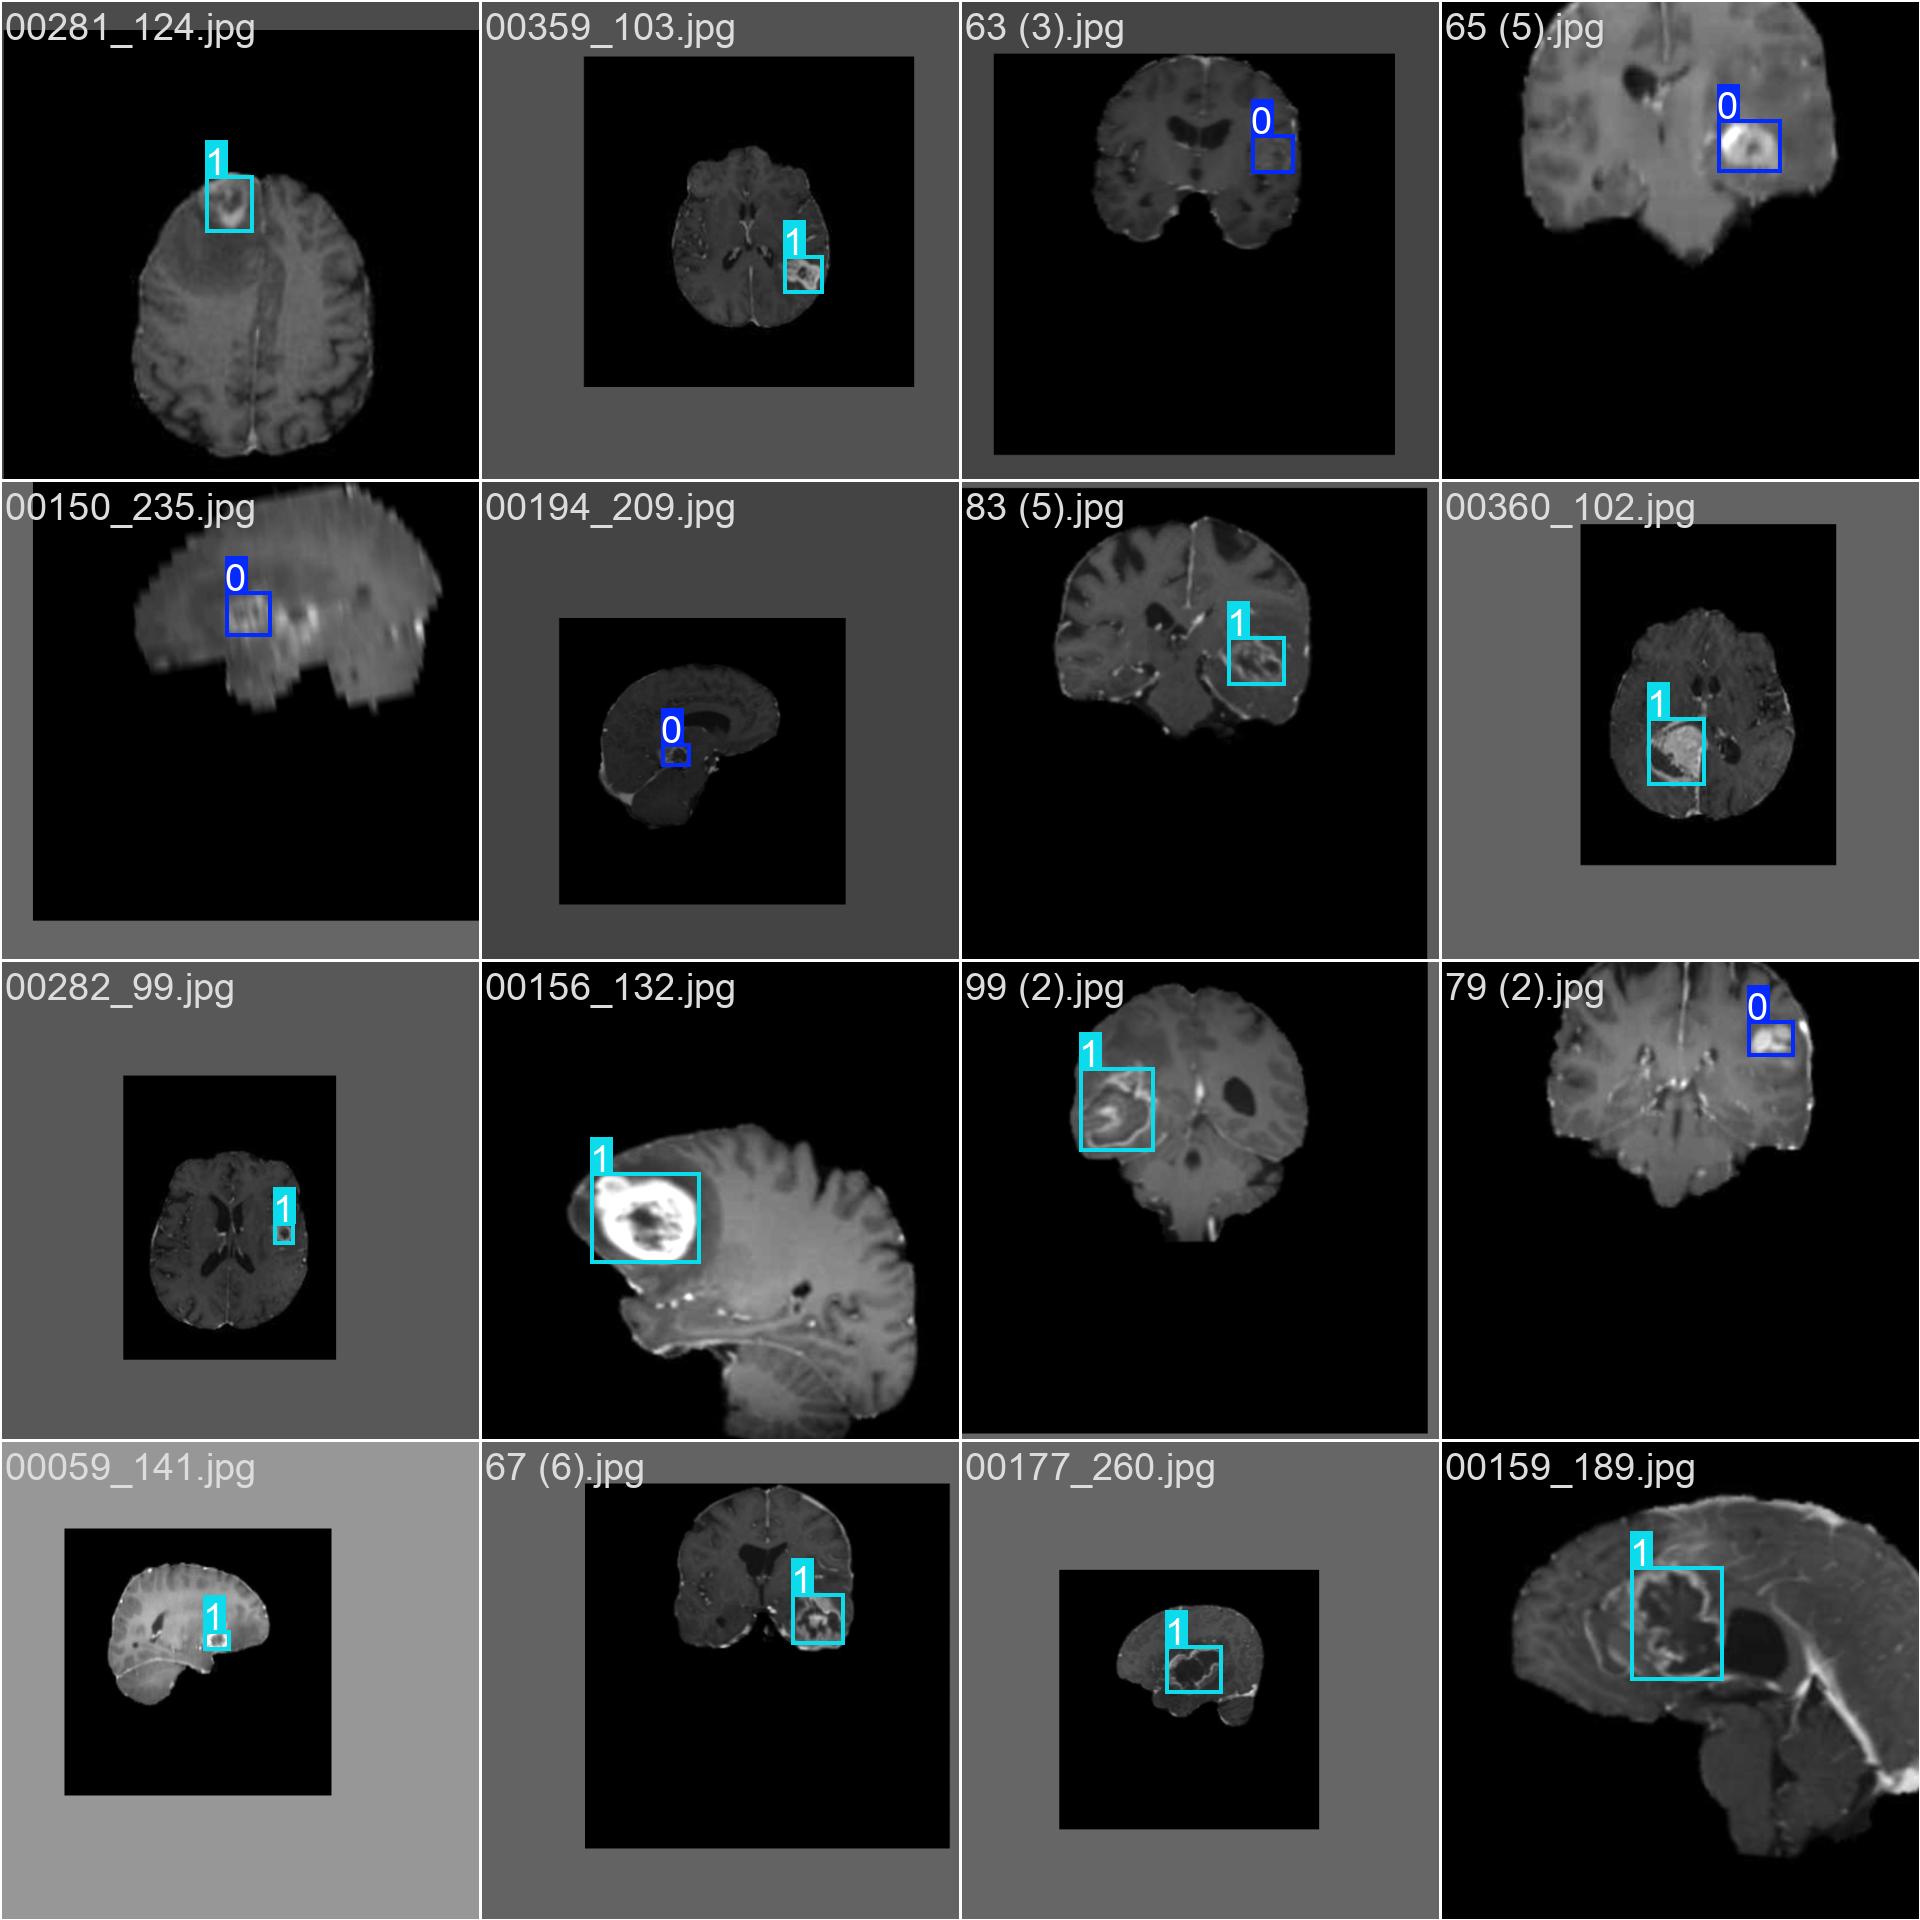 00281_124.jpg
00359_103.jpg
63 (3).jpg
65 (5).jpg
1
1
0
0
00150_235.jpg
00194_209.jpg
83 (5).jpg
00360_102.jpg
0
0
1
1
00282_99.jpg
00156_132.jpg
99 (2).jpg
79 (2).jpg
1
1
1
0
00059_141.jpg
67 (6).jpg
00177_260.jpg
00159_189.jpg
1
1
1
1